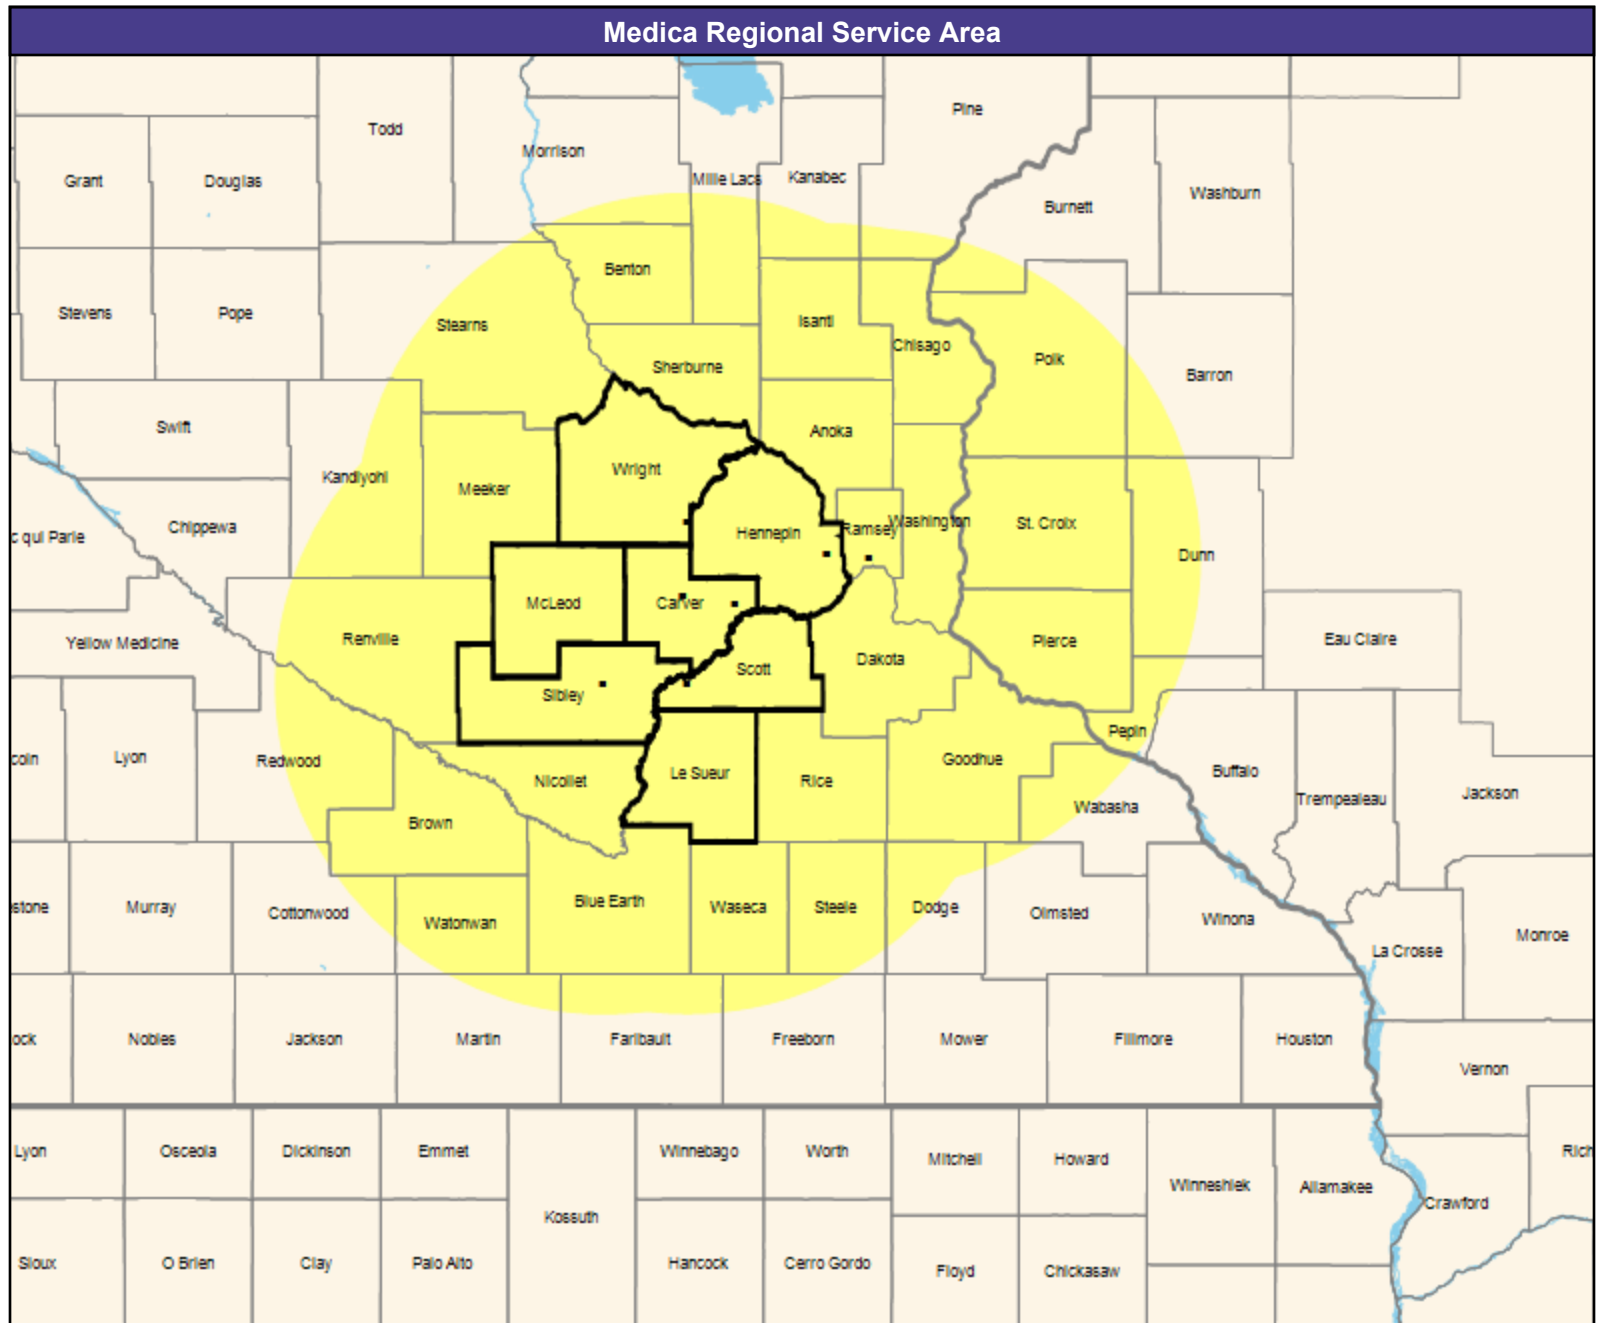 Medica Regional Service Area
Pine
Todd
Morrison
Grant
Douglas
Mille Lacs
Kanabec
Washburn
Burnett
Benton
Stevens
Pope
Stearns
Isanti
Chisago
Polk
Barron
Sherburne
Swift
Anoka
Kandiyohi
Wright
Meeker
Chippewa
Hennepin
Ramsey
Washington
St. Croix
c qui Parle
Dunn
McLeod
Carver
Yellow Medicine
Renville
Pierce
Eau Claire
Scott
Dakota
Sibley
Pepin
coln
Lyon
Redwood
Nicollet
Le Sueur
Rice
Goodhue
Buffalo
Trempealeau
Jackson
Brown
Wabasha
stone
Murray
Cottonwood
Watonwan
Blue Earth
Waseca
Steele
Dodge
Olmsted
Winona
La Crosse
Monroe
ock
Nobles
Jackson
Martin
Faribault
Freeborn
Mower
Fillmore
Houston
Vernon
Lyon
Osceola
Dickinson
Emmet
Winnebago
Worth
Mitchell
Howard
Rich
Winneshiek
Allamakee
Crawford
Kossuth
Sioux
O Brien
Clay
Palo Alto
Hancock
Cerro Gordo
Floyd
Chickasaw